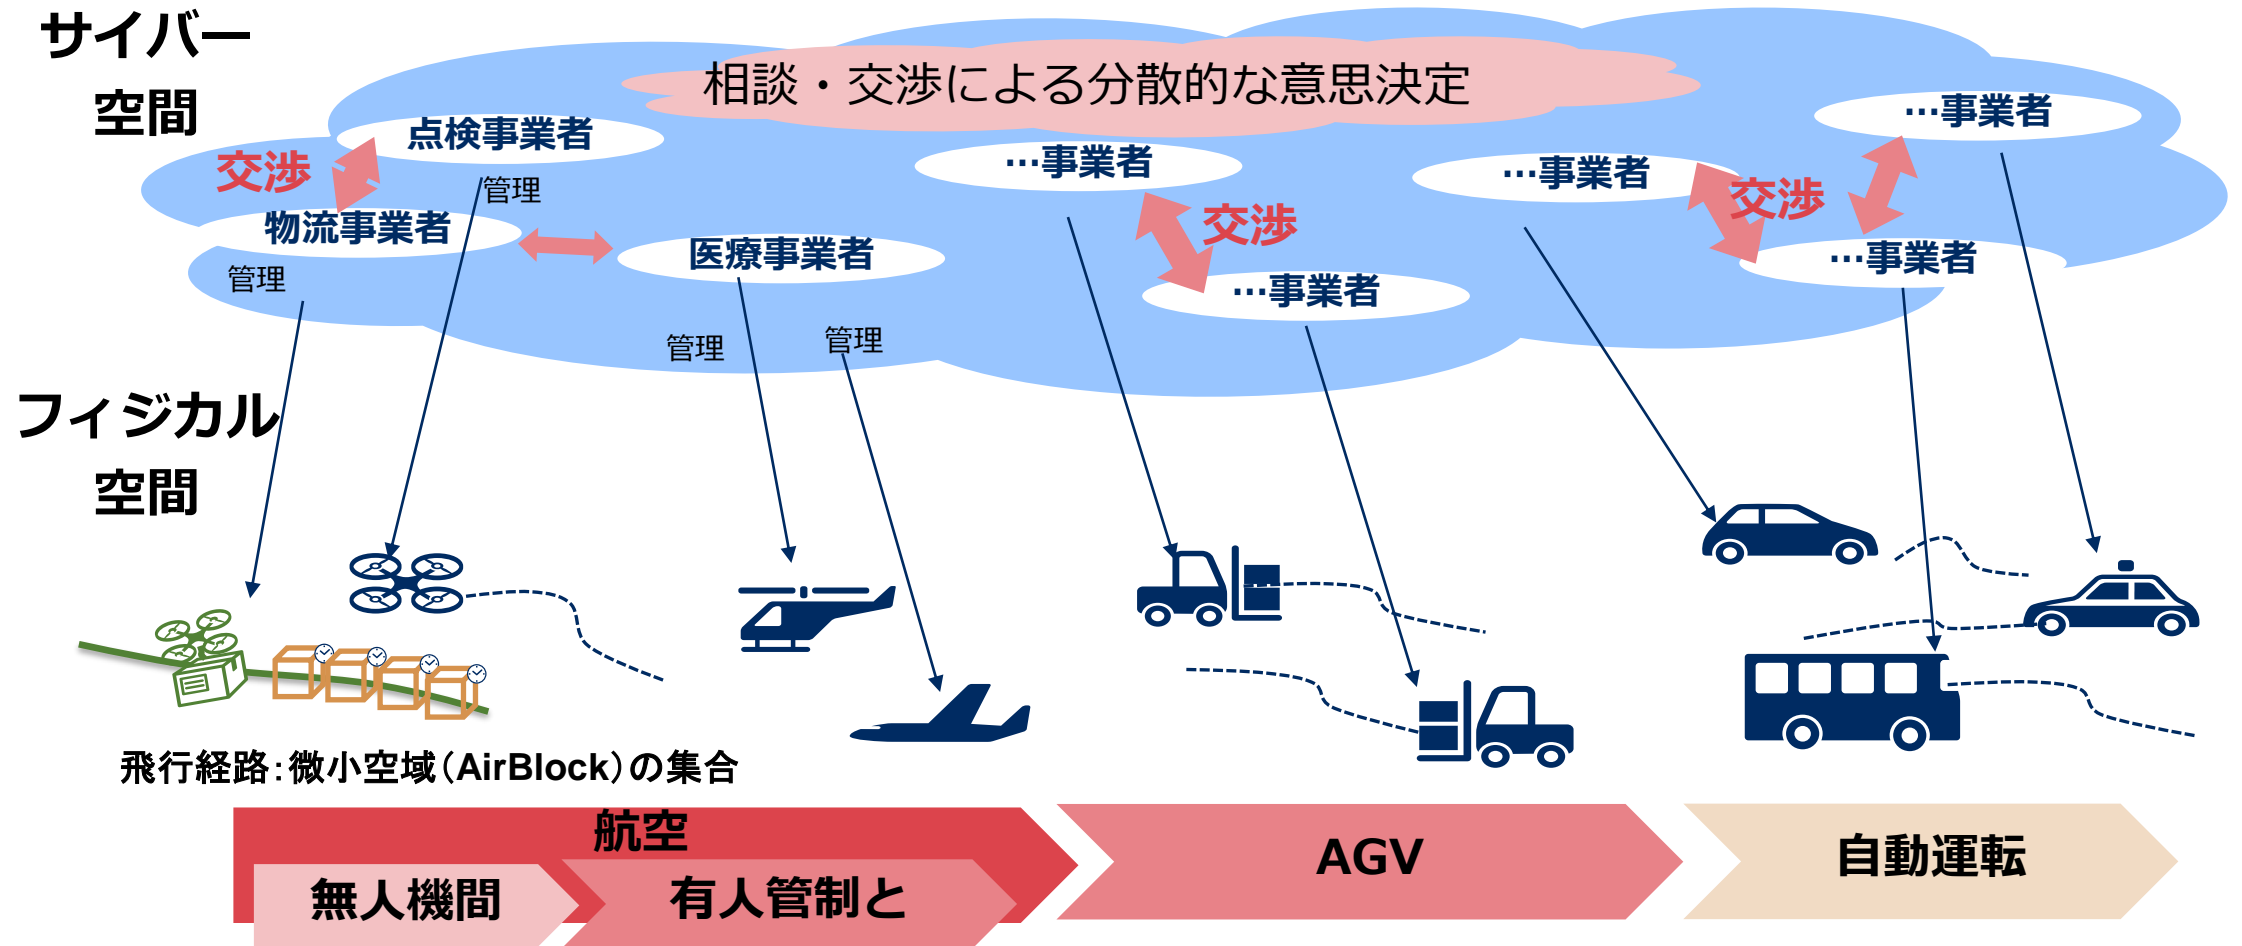 サイバー
空間
相談・交渉による分散的な意思決定
点検事業者
…事業者
交渉
管理
…事業者
…事業者
交渉
物流事業者
医療事業者
交渉
…事業者
管理
…事業者
管理
管理
フィジカル
空間
飛行経路：微小空域（AirBlock）の集合
航空
無人機間
有人管制と
AGV
自動運転